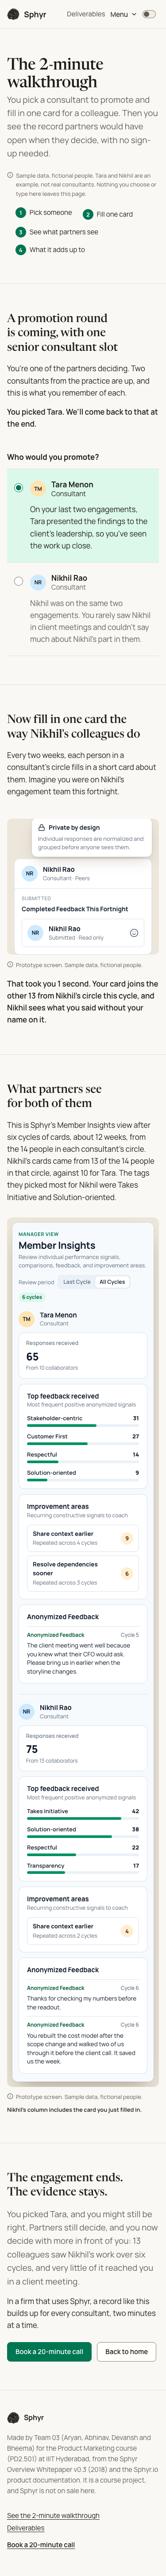 Sphyr
Deliverables
Menu
The 2-minute
walkthrough
You pick a consultant to promote and
fill in one card for a colleague. Then you
see the record partners would have
open when they decide, with no sign-
up needed.
Sample data, fictional people. Tara and Nikhil are an
example, not real consultants. Nothing you choose or
type here leaves this page.
1 Pick someone
2 Fill one card
3 See what partners see
4 What it adds up to
A promotion round
is coming, with one
senior consultant slot
You're one of the partners deciding. Two
consultants from the practice are up, and
this is what you remember of each.
You picked Tara. We'll come back to that at
the end.
Who would you promote?
TM
Tara Menon
Consultant
On your last two engagements,
Tara presented the findings to the
client's leadership, so you've seen
the work up close.
NR
Nikhil Rao
Consultant
Nikhil was on the same two
engagements. You rarely saw Nikhil
in client meetings and couldn't say
much about Nikhil's part in them.
Now fill in one card the
way Nikhil's colleagues do
Every two weeks, each person in a
consultant's circle fills in a short card about
them. Imagine you were on Nikhil's
engagement team this fortnight.
Private by design
Individual responses are normalized and
grouped before anyone sees them.
NR
Nikhil Rao
Consultant · Peers
SUBMITTED
Completed Feedback This Fortnight
NR
Nikhil Rao
Submitted · Read only
Prototype screen. Sample data, fictional people.
That took you 1 second. Your card joins the
other 13 from Nikhil's circle this cycle, and
Nikhil sees what you said without your
name on it.
What partners see
for both of them
This is Sphyr's Member Insights view after
six cycles of cards, about 12 weeks, from
the 14 people in each consultant's circle.
Nikhil's cards came from 13 of the 14 people
in that circle, against 10 for Tara. The tags
they picked most for Nikhil were Takes
Initiative and Solution-oriented.
MANAGER VIEW
Member Insights
Review individual performance signals,
comparisons, feedback, and improvement areas.
Review period
Last Cycle
All Cycles
6 cycles
TM
Tara Menon
Consultant
Responses received
65
From 10 collaborators
Top feedback received
Most frequent positive anonymized signals
Stakeholder-centric 31
Customer First 27
Respectful 14
Solution-oriented 9
Improvement areas
Recurring constructive signals to coach
Share context earlier
Repeated across 4 cycles
9
Resolve dependencies
sooner
Repeated across 3 cycles
6
Anonymized Feedback
Anonymized Feedback Cycle 5
The client meeting went well because
you knew what their CFO would ask.
Please bring us in earlier when the
storyline changes.
NR
Nikhil Rao
Consultant
Responses received
75
From 13 collaborators
Top feedback received
Most frequent positive anonymized signals
Takes Initiative 42
Solution-oriented 38
Respectful 22
Transparency 17
Improvement areas
Recurring constructive signals to coach
Share context earlier
Repeated across 2 cycles
4
Anonymized Feedback
Anonymized Feedback Cycle 6
Thanks for checking my numbers before
the readout.
Anonymized Feedback Cycle 6
You rebuilt the cost model after the
scope change and walked two of us
through it before the client call. It saved
us the week.
Prototype screen. Sample data, fictional people.
Nikhil's column includes the card you just filled in.
The engagement ends.
The evidence stays.
You picked Tara, and you might still be
right. Partners still decide, and you now
decide with more in front of you: 13
colleagues saw Nikhil's work over six
cycles, and very little of it reached you
in a client meeting.
In a firm that uses Sphyr, a record like this
builds up for every consultant, two minutes
at a time.
Book a 20-minute call
Back to home
Sphyr
Made by Team 03 (Aryan, Abhinav, Devansh and
Bheema) for the Product Marketing course
(PD2.501) at IIIT Hyderabad, from the Sphyr
Overview Whitepaper v0.3 (2018) and the Sphyr.io
product documentation. It is a course project,
and Sphyr is not on sale here.
See the 2-minute walkthrough
Deliverables
Book a 20-minute call